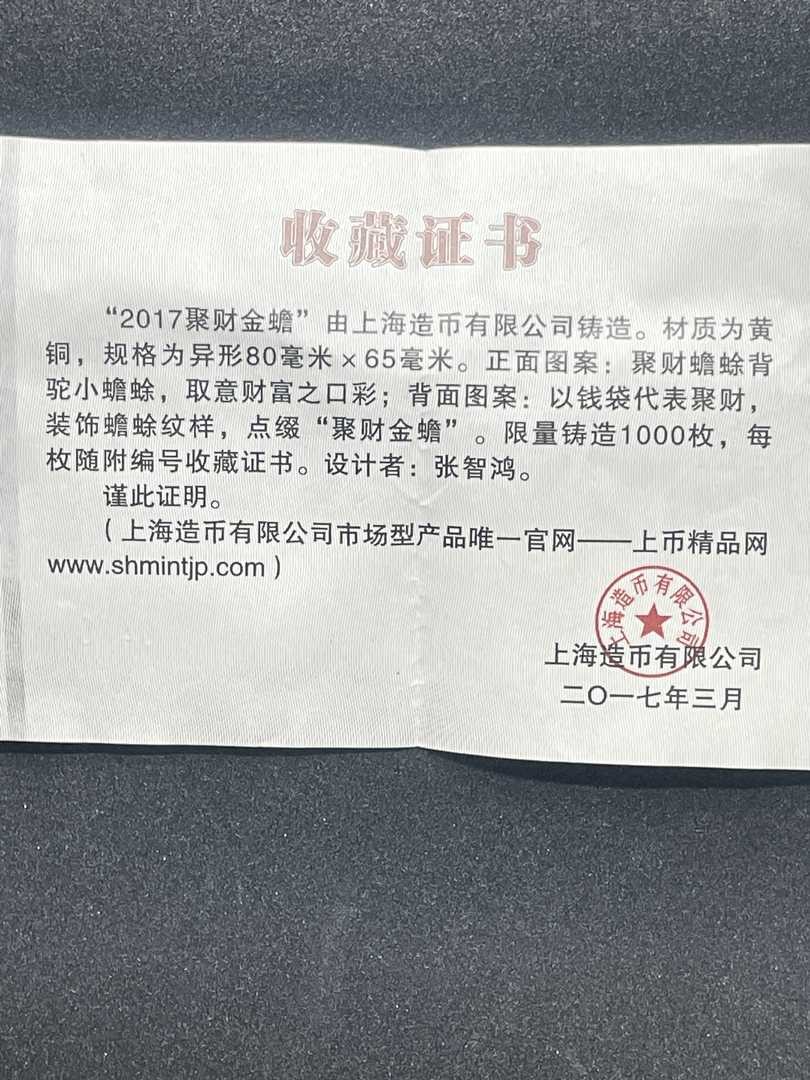 收藏证书
“2017聚财金蟾”由上海造币有限公司铸造。材质为黄
铜，规格为异形80毫米×65毫米。正面图案：聚财蟾蜍背
驼小蟾蜍，取意财富之口彩；背面图案：以钱袋代表聚财，
装饰蟾蜍纹样，点缀“聚财金蟾”。限量铸造1000枚，每
枚随附编号收藏证书。设计者：张智鸿。
谨此证明。
（上海造币有限公司市场型产品唯一官网——上币精品网
www.shmintjp.com）
上海造币有限公司
上海造币有限公司
二〇一七年三月